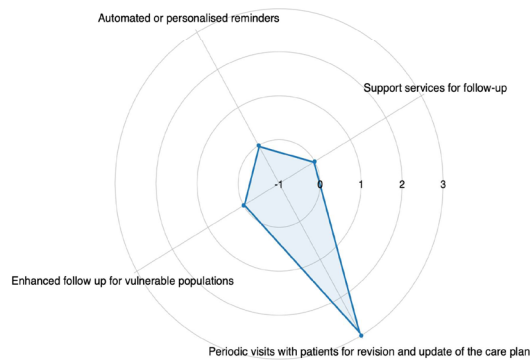 Automated or personalised reminders
Support services for follow-up
-1 0 1 2 3
Enhanced follow up for vulnerable populations
Periodic visits with patients for revision and update of the care plan